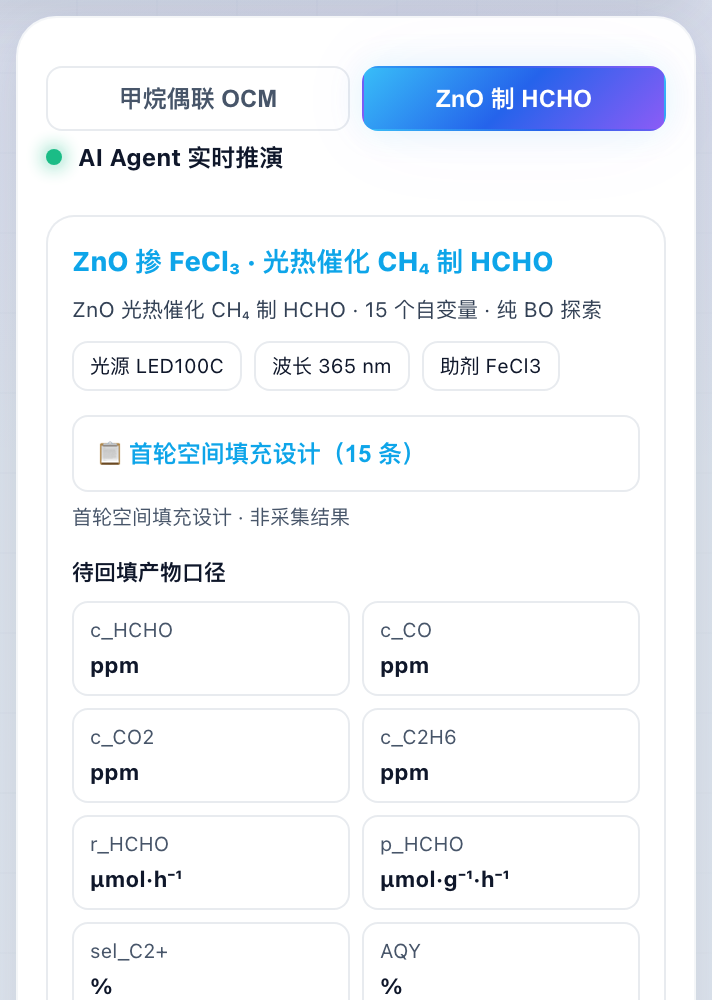 甲烷偶联 OCM
ZnO 制 HCHO
AI Agent 实时推演
ZnO 掺 FeCl₃ · 光热催化 CH₄ 制 HCHO
ZnO 光热催化 CH₄ 制 HCHO · 15 个自变量 · 纯 BO 探索
光源 LED100C
波长 365 nm
助剂 FeCl3
📋 首轮空间填充设计（15 条）
首轮空间填充设计 · 非采集结果
待回填产物口径
c_HCHO
ppm
c_CO
ppm
c_CO2
ppm
c_C2H6
ppm
r_HCHO
μmol·h⁻¹
p_HCHO
μmol·g⁻¹·h⁻¹
sel_C2+
%
AQY
%